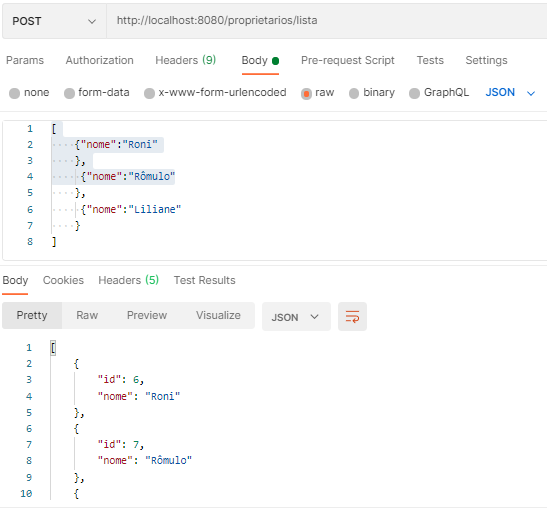 POST http://localhost:8080/proprietarios/lista
Params Authorization Headers (9) Body Pre-request Script Tests Settings
none form-data x-www-form-urlencoded raw binary GraphQL JSON
1 [
2 {"nome":"Roni"
3 },
4 {"nome":"Rômulo"
5 },
6 {"nome":"Liliane"
7 }
8 ]
Body Cookies Headers (5) Test Results
Pretty Raw Preview Visualize JSON
1 [
2 {
3 "id": 6,
4 "nome": "Roni"
5 },
6 {
7 "id": 7,
8 "nome": "Rômulo"
9 },
10 {